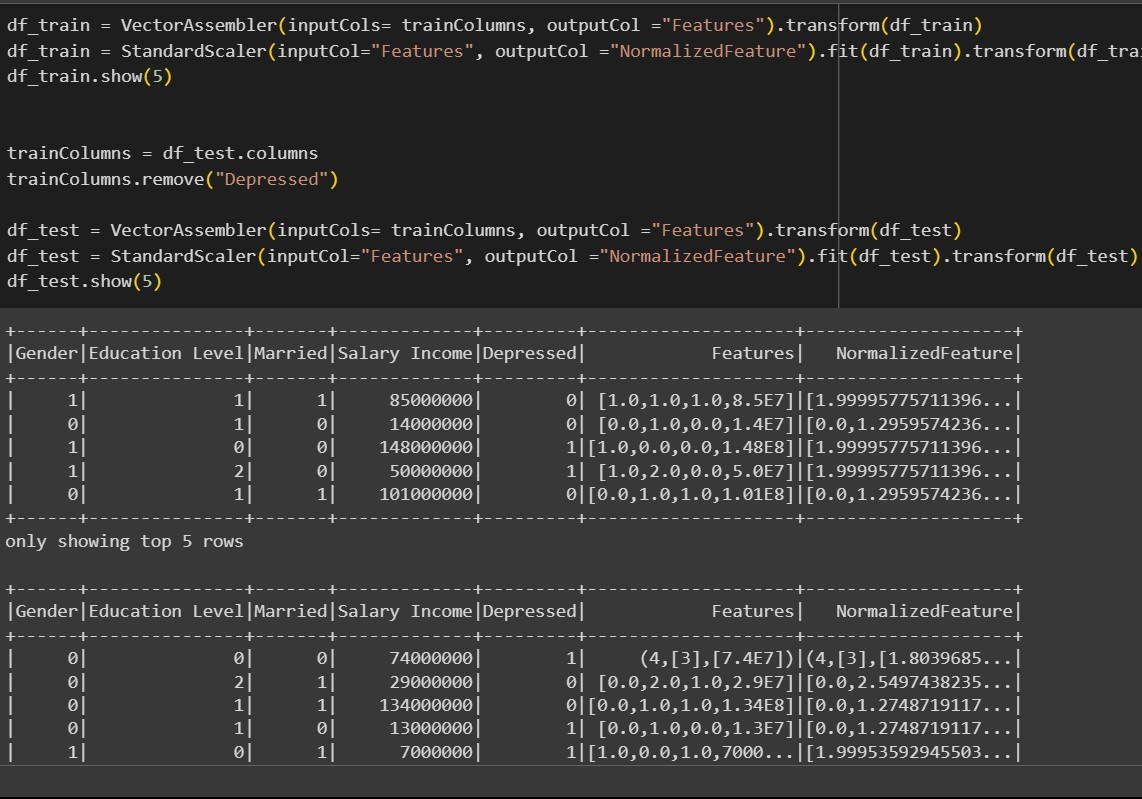 df_train = VectorAssembler(inputCols= trainColumns, outputCol ="Features").transform(df_train)
df_train = StandardScaler(inputCol="Features", outputCol ="NormalizedFeature").fit(df_train).transform(df_trai
df_train.show(5)
trainColumns = df_test.columns
trainColumns.remove("Depressed")
df_test = VectorAssembler(inputCols= trainColumns, outputCol ="Features").transform(df_test)
df_test = StandardScaler(inputCol="Features", outputCol ="NormalizedFeature").fit(df_test).transform(df_test)
df_test.show(5)
+------+---------------+-------+-------------+---------+--------------------+--------------------+
|Gender|Education Level|Married|Salary Income|Depressed|            Features|   NormalizedFeature|
+------+---------------+-------+-------------+---------+--------------------+--------------------+
|     1|              1|      1|     85000000|        0| [1.0,1.0,1.0,8.5E7]|[1.99995775711396...|
|     0|              1|      0|     14000000|        0| [0.0,1.0,0.0,1.4E7]|[0.0,1.2959574236...|
|     1|              0|      0|    148000000|        1|[1.0,0.0,0.0,1.48E8]|[1.99995775711396...|
|     1|              2|      0|     50000000|        1| [1.0,2.0,0.0,5.0E7]|[1.99995775711396...|
|     0|              1|      1|    101000000|        0|[0.0,1.0,1.0,1.01E8]|[0.0,1.2959574236...|
+------+---------------+-------+-------------+---------+--------------------+--------------------+
only showing top 5 rows
+------+---------------+-------+-------------+---------+--------------------+--------------------+
|Gender|Education Level|Married|Salary Income|Depressed|            Features|   NormalizedFeature|
+------+---------------+-------+-------------+---------+--------------------+--------------------+
|     0|              0|      0|     74000000|        1|     (4,[3],[7.4E7])|(4,[3],[1.8039685...|
|     0|              2|      1|     29000000|        0| [0.0,2.0,1.0,2.9E7]|[0.0,2.5497438235...|
|     0|              1|      1|    134000000|        0|[0.0,1.0,1.0,1.34E8]|[0.0,1.2748719117...|
|     0|              1|      0|     13000000|        1| [0.0,1.0,0.0,1.3E7]|[0.0,1.2748719117...|
|     1|              0|      1|      7000000|        1|[1.0,0.0,1.0,7000...|[1.99953592945503...|